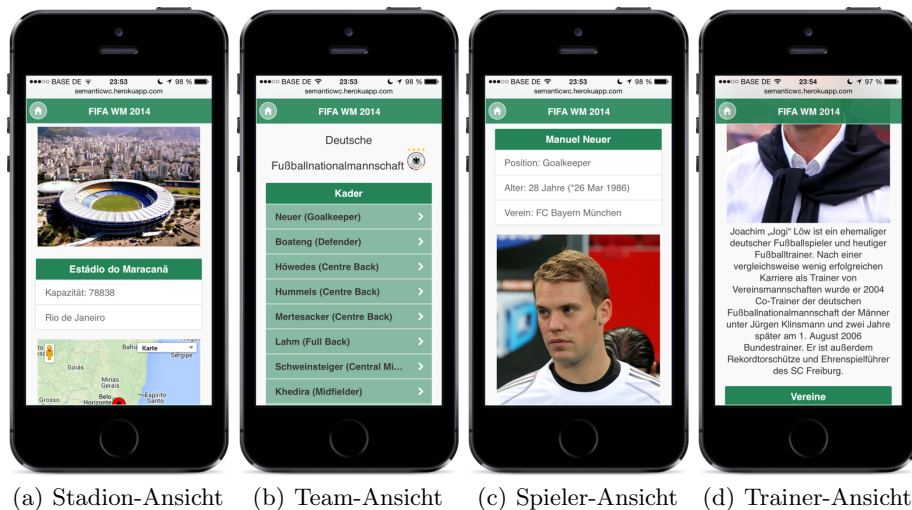 BASE DE 23:53 98 %
semanticwc.herokuapp.com
FIFA WM 2014
Estádio do Maracanã
Kapazität: 78838
Rio de Janeiro
Karte
Bahia
Sergipe
Goiás
Minas
Gerais
Grosso
Belo
Horizonte
Espírito
Santo
(a) Stadion-Ansicht
BASE DE 23:53 98 %
semanticwc.herokuapp.com
FIFA WM 2014
Deutsche
Fußballnationalmannschaft
Kader
Neuer (Goalkeeper)
Boateng (Defender)
Höwedes (Centre Back)
Hummels (Centre Back)
Mertesacker (Centre Back)
Lahm (Full Back)
Schweinsteiger (Central Mi...
Khedira (Midfielder)
(b) Team-Ansicht
BASE DE 23:53 98 %
semanticwc.herokuapp.com
FIFA WM 2014
Manuel Neuer
Position: Goalkeeper
Alter: 28 Jahre (*26 Mar 1986)
Verein: FC Bayern München
(c) Spieler-Ansicht
BASE DE 23:54 97 %
semanticwc.herokuapp.com
FIFA WM 2014
Joachim „Jogi“ Löw ist ein ehemaliger
deutscher Fußballspieler und heutiger
Fußballtrainer. Nach einer
vergleichsweise wenig erfolgreichen
Karriere als Trainer von
Vereinsmannschaften wurde er 2004
Co-Trainer der deutschen
Fußballnationalmannschaft der Männer
unter Jürgen Klinsmann und zwei Jahre
später am 1. August 2006
Bundestrainer. Er ist außerdem
Rekordtorschütze und Ehrenspielführer
des SC Freiburg.
Vereine
(d) Trainer-Ansicht